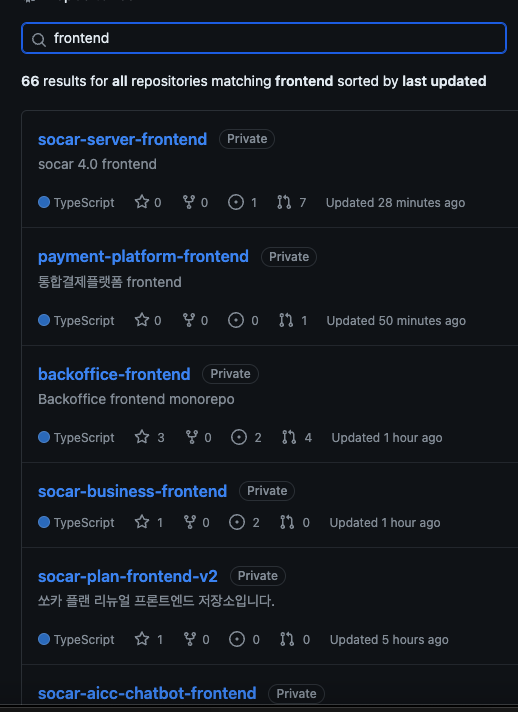 frontend
66 results for all repositories matching frontend sorted by last updated
socar-server-frontend Private
socar 4.0 frontend
TypeScript 0 0 1 7 Updated 28 minutes ago
payment-platform-frontend Private
통합결제플랫폼 frontend
TypeScript 0 0 0 1 Updated 50 minutes ago
backoffice-frontend Private
Backoffice frontend monorepo
TypeScript 3 0 2 4 Updated 1 hour ago
socar-business-frontend Private
TypeScript 1 0 2 0 Updated 1 hour ago
socar-plan-frontend-v2 Private
쏘카 플랜 리뉴얼 프론트엔드 저장소입니다.
TypeScript 1 0 0 0 Updated 5 hours ago
socar-aicc-chatbot-frontend Private